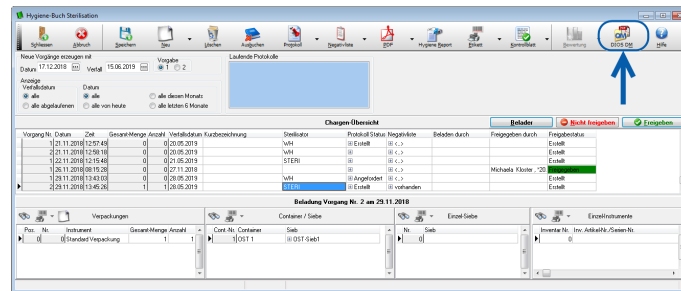 Hygiene-Buch Sterilisation
Schliessen Abbruch Speichern Neu Löschen Ausbuchen Protokoll Negativliste PDF Hygiene Report Etikett Kontrollblatt Bewertung DIOS DM Hilfe
Neue Vorgänge erzeugen mit Vorgabe Laufende Protokolle
Datum 17.12.2018 Verfall 15.06.2019 1 2
Anzeige
Verfallsdatum Datum
alle alle alle diesen Monats
alle abgelaufenen alle von heute alle letzten 6 Monate
Chargen-Übersicht Belader Nicht freigeben Freigeben
Vorgang Nr. Datum Zeit Gesamt-Menge Anzahl Verfallsdatum Kurzbezeichnung Sterilisator Protokoll Status Negativliste Beladen durch Freigegeben durch Freigabestatus
1 21.11.2018 12:57:49 0 0 20.05.2019 WH Erstellt <..> Erstellt
2 21.11.2018 12:58:18 0 0 20.05.2019 WH <..> Erstellt
1 22.11.2018 12:15:48 0 0 21.05.2019 STERI <..> Erstellt
1 26.11.2018 08:15:28 0 0 27.11.2018 <..> Michaela Kloster , *20. Freigegeben
1 29.11.2018 13:43:03 0 0 28.05.2019 WH Angefordert <..> Erstellt
2 29.11.2018 13:45:26 1 1 28.05.2019 STERI Erstellt vorhanden Erstellt
Beladung Vorgang Nr. 2 am 29.11.2018
Verpackungen Container / Siebe Einzel-Siebe Einzel-Instrumente
Pos. Nr. Instrument Gesamt-Menge Anzahl Cont.-Nr. Container Sieb Nr. Sieb Inventar Nr. Inv. Artikel-Nr./Serien-Nr.
0 0 Standard Verpackung 1 1 1 OST 1 OST-Sieb1 0 0